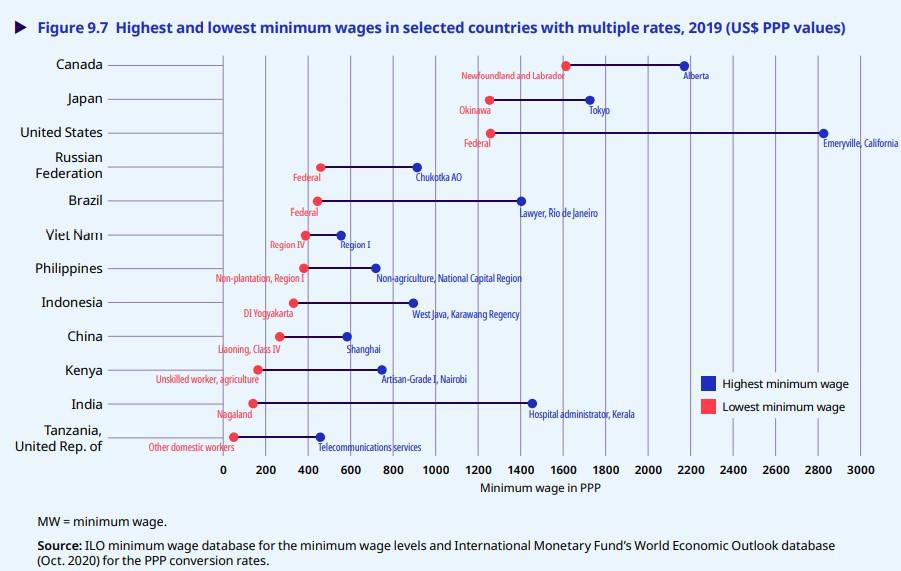 Figure 9.7 Highest and lowest minimum wages in selected countries with multiple rates, 2019 (US$ PPP values)
Canada
Newfoundland and Labrador
Alberta
Japan
Okinawa
Tokyo
United States
Federal
Emeryville, California
Russian
Federation
Federal
Chukotka AO
Brazil
Federal
Lawyer, Rio de Janeiro
Viet Nam
Region IV
Region I
Philippines
Non-plantation, Region I
Non-agriculture, National Capital Region
Indonesia
DI Yogyakarta
West Java, Karawang Regency
China
Liaoning, Class IV
Shanghai
Kenya
Unskilled worker, agriculture
Artisan-Grade I, Nairobi
India
Nagaland
Hospital administrator, Kerala
Tanzania,
United Rep. of
Other domestic workers
Telecommunications services
Highest minimum wage
Lowest minimum wage
0 200 400 600 800 1000 1200 1400 1600 1800 2000 2200 2400 2600 2800 3000
Minimum wage in PPP
MW = minimum wage.
Source: ILO minimum wage database for the minimum wage levels and International Monetary Fund's World Economic Outlook database
(Oct. 2020) for the PPP conversion rates.